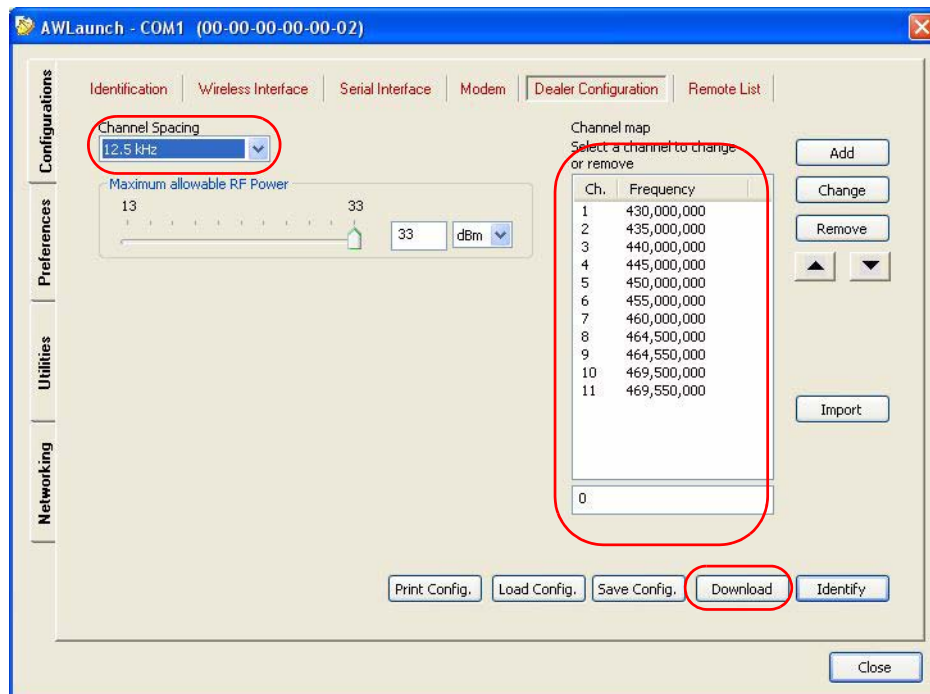 AWLaunch - COM1 (00-00-00-00-00-02)
Configurations
Preferences
Utilities
Networking
Identification
Wireless Interface
Serial Interface
Modem
Dealer Configuration
Remote List
Channel Spacing
12.5 kHz
Maximum allowable RF Power
13 33
33 dBm
Channel map
Select a channel to change
or remove
Ch. Frequency
1 430,000,000
2 435,000,000
3 440,000,000
4 445,000,000
5 450,000,000
6 455,000,000
7 460,000,000
8 464,500,000
9 464,550,000
10 469,500,000
11 469,550,000
0
Add
Change
Remove
Import
Print Config.
Load Config.
Save Config.
Download
Identify
Close